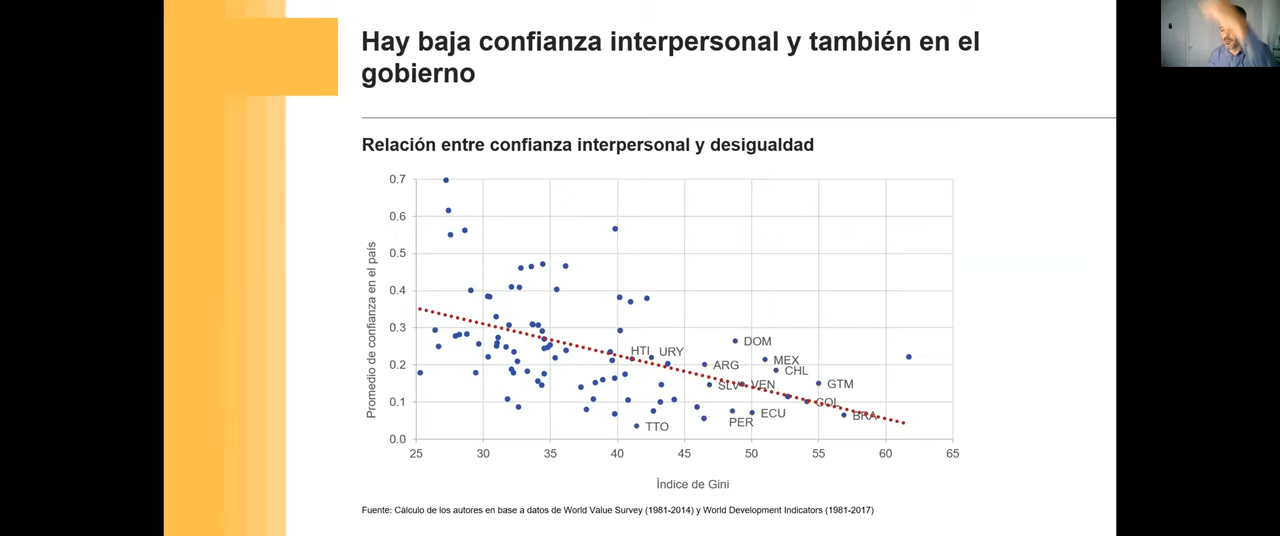 Hay baja confianza interpersonal y también en el
gobierno
Relación entre confianza interpersonal y desigualdad
Promedio de confianza en el país
0.7
0.6
0.5
0.4
0.3
0.2
0.1
0.0
DOM
HTI URY
MEX
ARG
CHL
SLV
VEN
GTM
COL
ECU
BRA
PER
TTO
25 30 35 40 45 50 55 60 65
Índice de Gini
Fuente: Cálculo de los autores en base a datos de World Value Survey (1981-2014) y World Development Indicators (1981-2017)